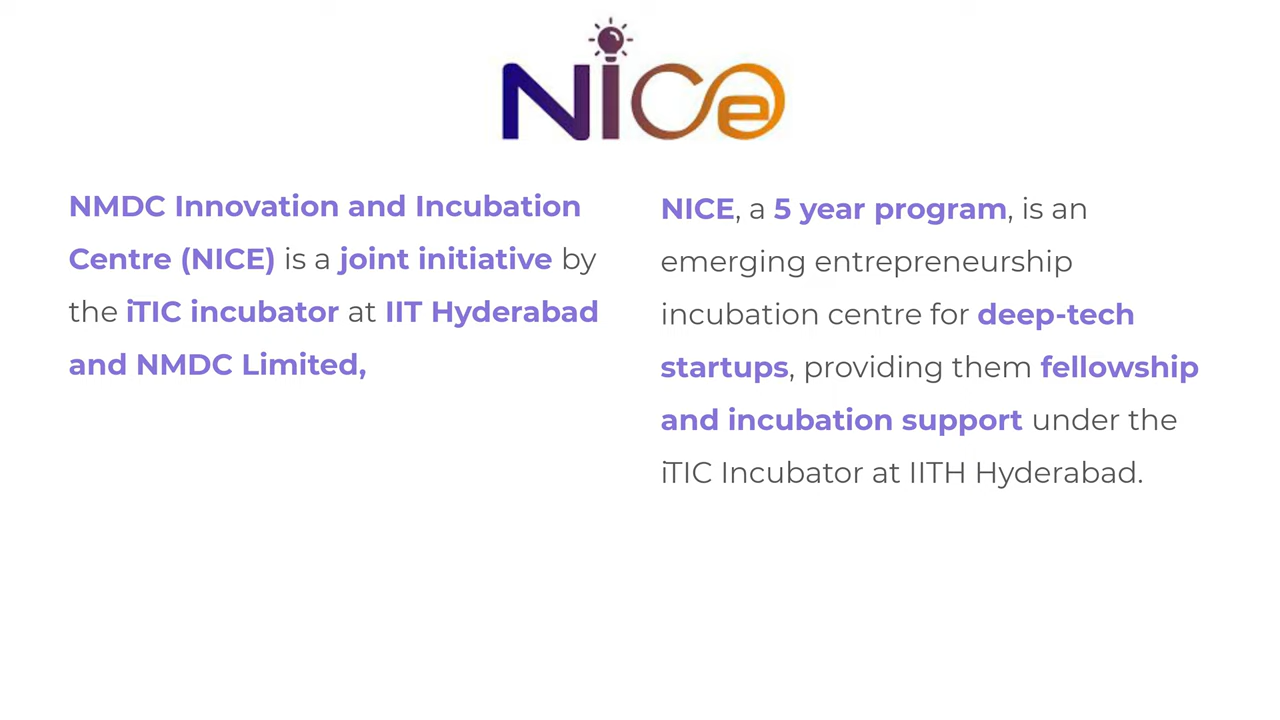 NiCe
NMDC Innovation and Incubation
Centre (NICE) is a joint initiative by
the iTIC incubator at IIT Hyderabad
and NMDC Limited,
NICE, a 5 year program, is an
emerging entrepreneurship
incubation centre for deep-tech
startups, providing them fellowship
and incubation support under the
iTIC Incubator at IITH Hyderabad.